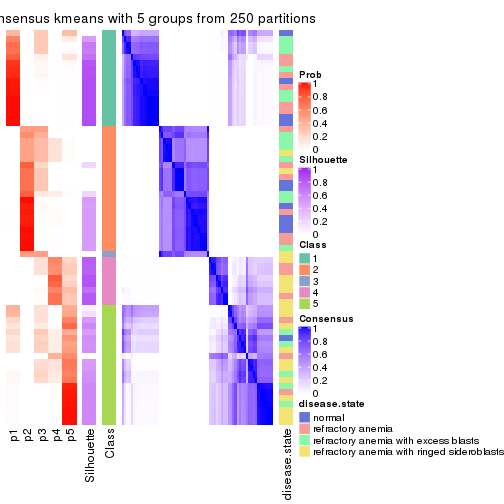 nsensus kmeans with 5 groups from 250 partitions
Prob
0.8
0.6
0.4
0.2
0
Silhouette
1
0.8
0.6
0.4
0.2
0
Class
1
2
3
4
5
Consensus
1
0.8
0.6
0.4
0.2
0
disease.state
normal
refractory anemia
refractory anemia with excess blasts
refractory anemia with ringed sideroblasts
p1
p2
p3
p4
p5
Silhouette
Class
disease.state